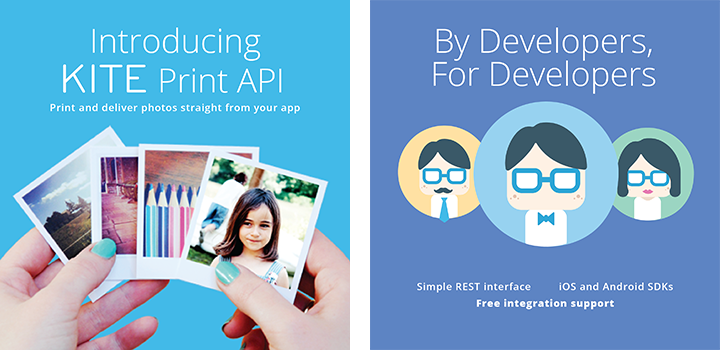 Introducing
KITE Print API
Print and deliver photos straight from your app
By Developers,
For Developers
Simple REST interface
iOS and Android SDKs
Free integration support